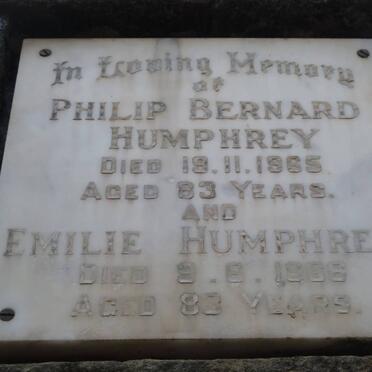 In Loving Memory
of
PHILIP BERNARD
HUMPHREY
DIED 19.11.1965
AGED 83 YEARS.
AND
EMILIE HUMPHRE
DIED
AGED 83 YEARS.